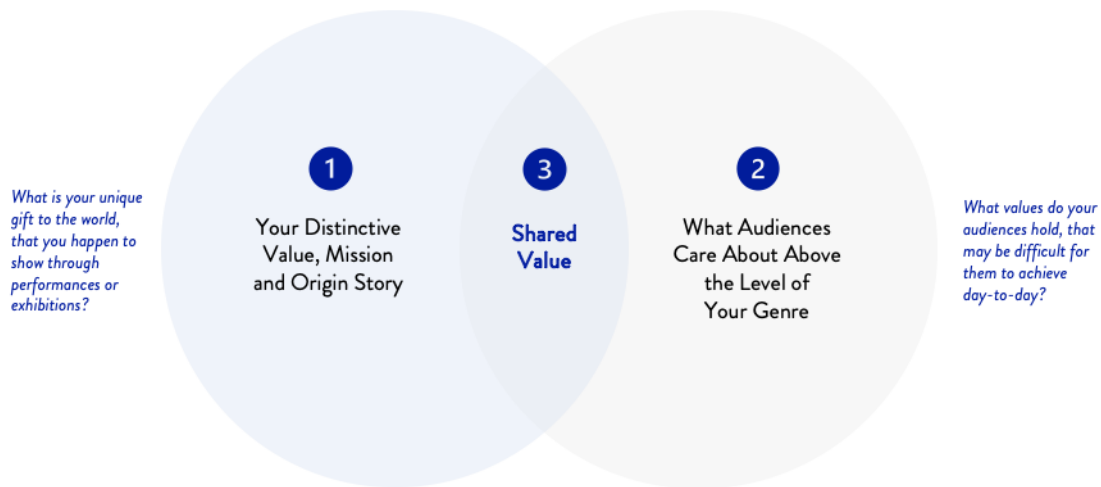 What is your unique
gift to the world,
that you happen to
show through
performances or
exhibitions?
1
Your Distinctive
Value, Mission
and Origin Story
3
Shared
Value
2
What Audiences
Care About Above
the Level of
Your Genre
What values do your
audiences hold, that
may be difficult for
them to achieve
day-to-day?